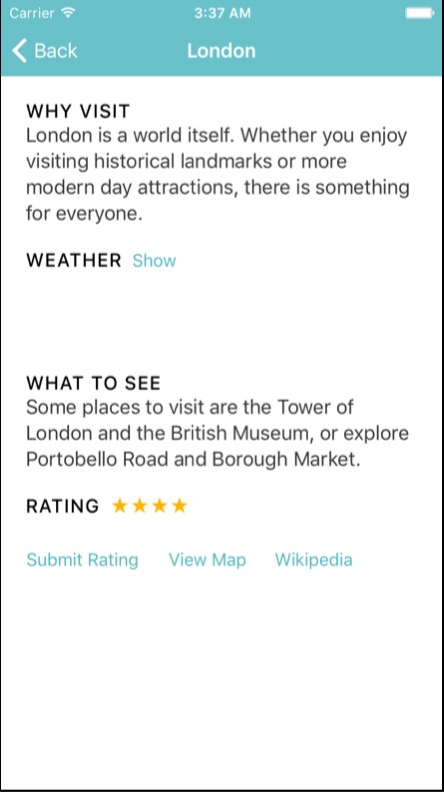 Carrier 3:37 AM
Back London
WHY VISIT
London is a world itself. Whether you enjoy
visiting historical landmarks or more
modern day attractions, there is something
for everyone.
WEATHER Show
WHAT TO SEE
Some places to visit are the Tower of
London and the British Museum, or explore
Portobello Road and Borough Market.
RATING ★★★★
Submit Rating View Map Wikipedia